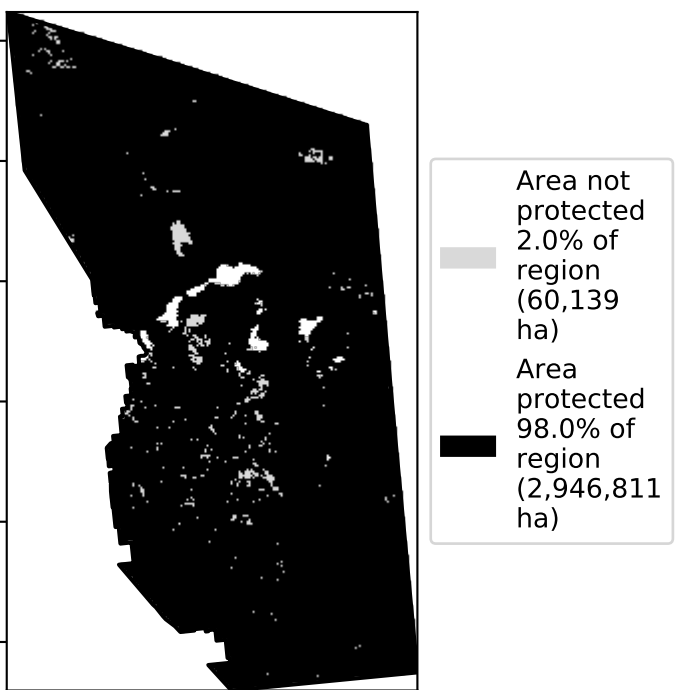 Area not
protected
2.0% of
region
(60,139
ha)
Area
protected
98.0% of
region
(2,946,811
ha)